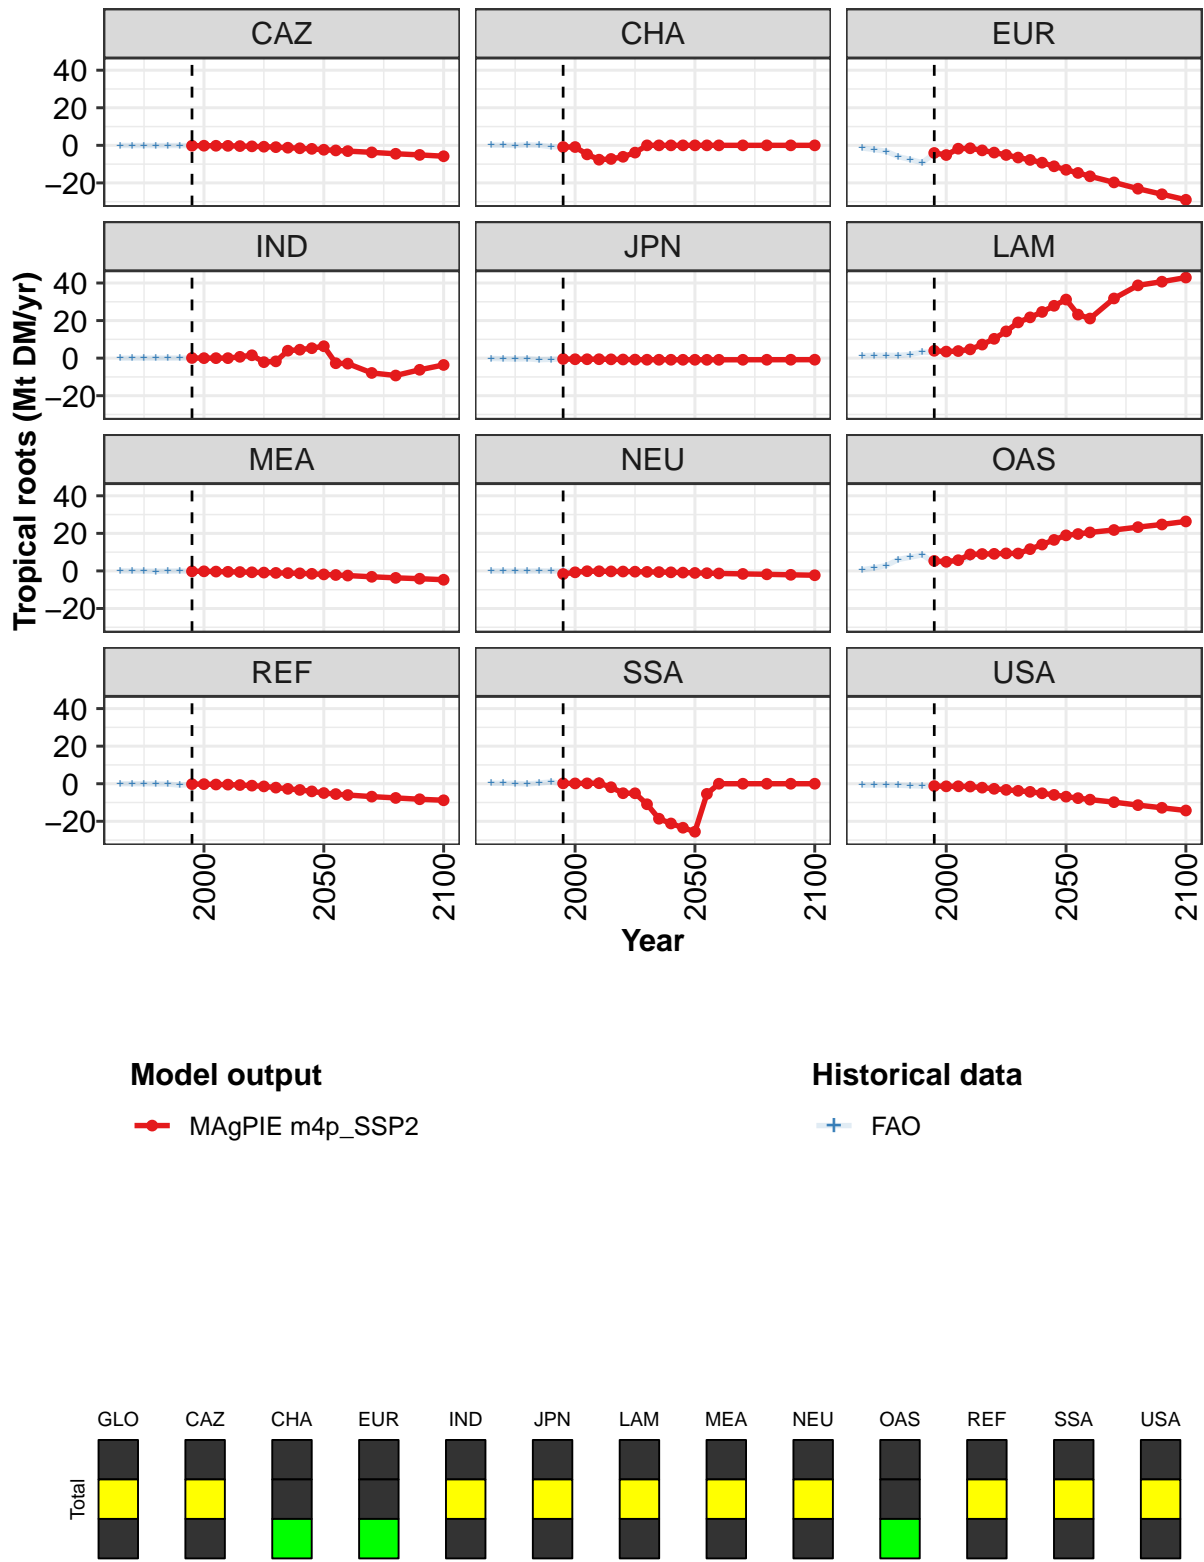 CAZ CHA EUR
40
20
0
−20
IND JPN LAM
40
20
0
−20
MEA NEU OAS
40
20
0
−20
REF SSA USA
40
20
0
−20
Tropical roots (Mt DM/yr)
2000 2050 2100 2000 2050 2100 2000 2050 2100
Year
Model output Historical data
MAgPIE m4p_SSP2 FAO
GLO CAZ CHA EUR IND JPN LAM MEA NEU OAS REF SSA USA
Total